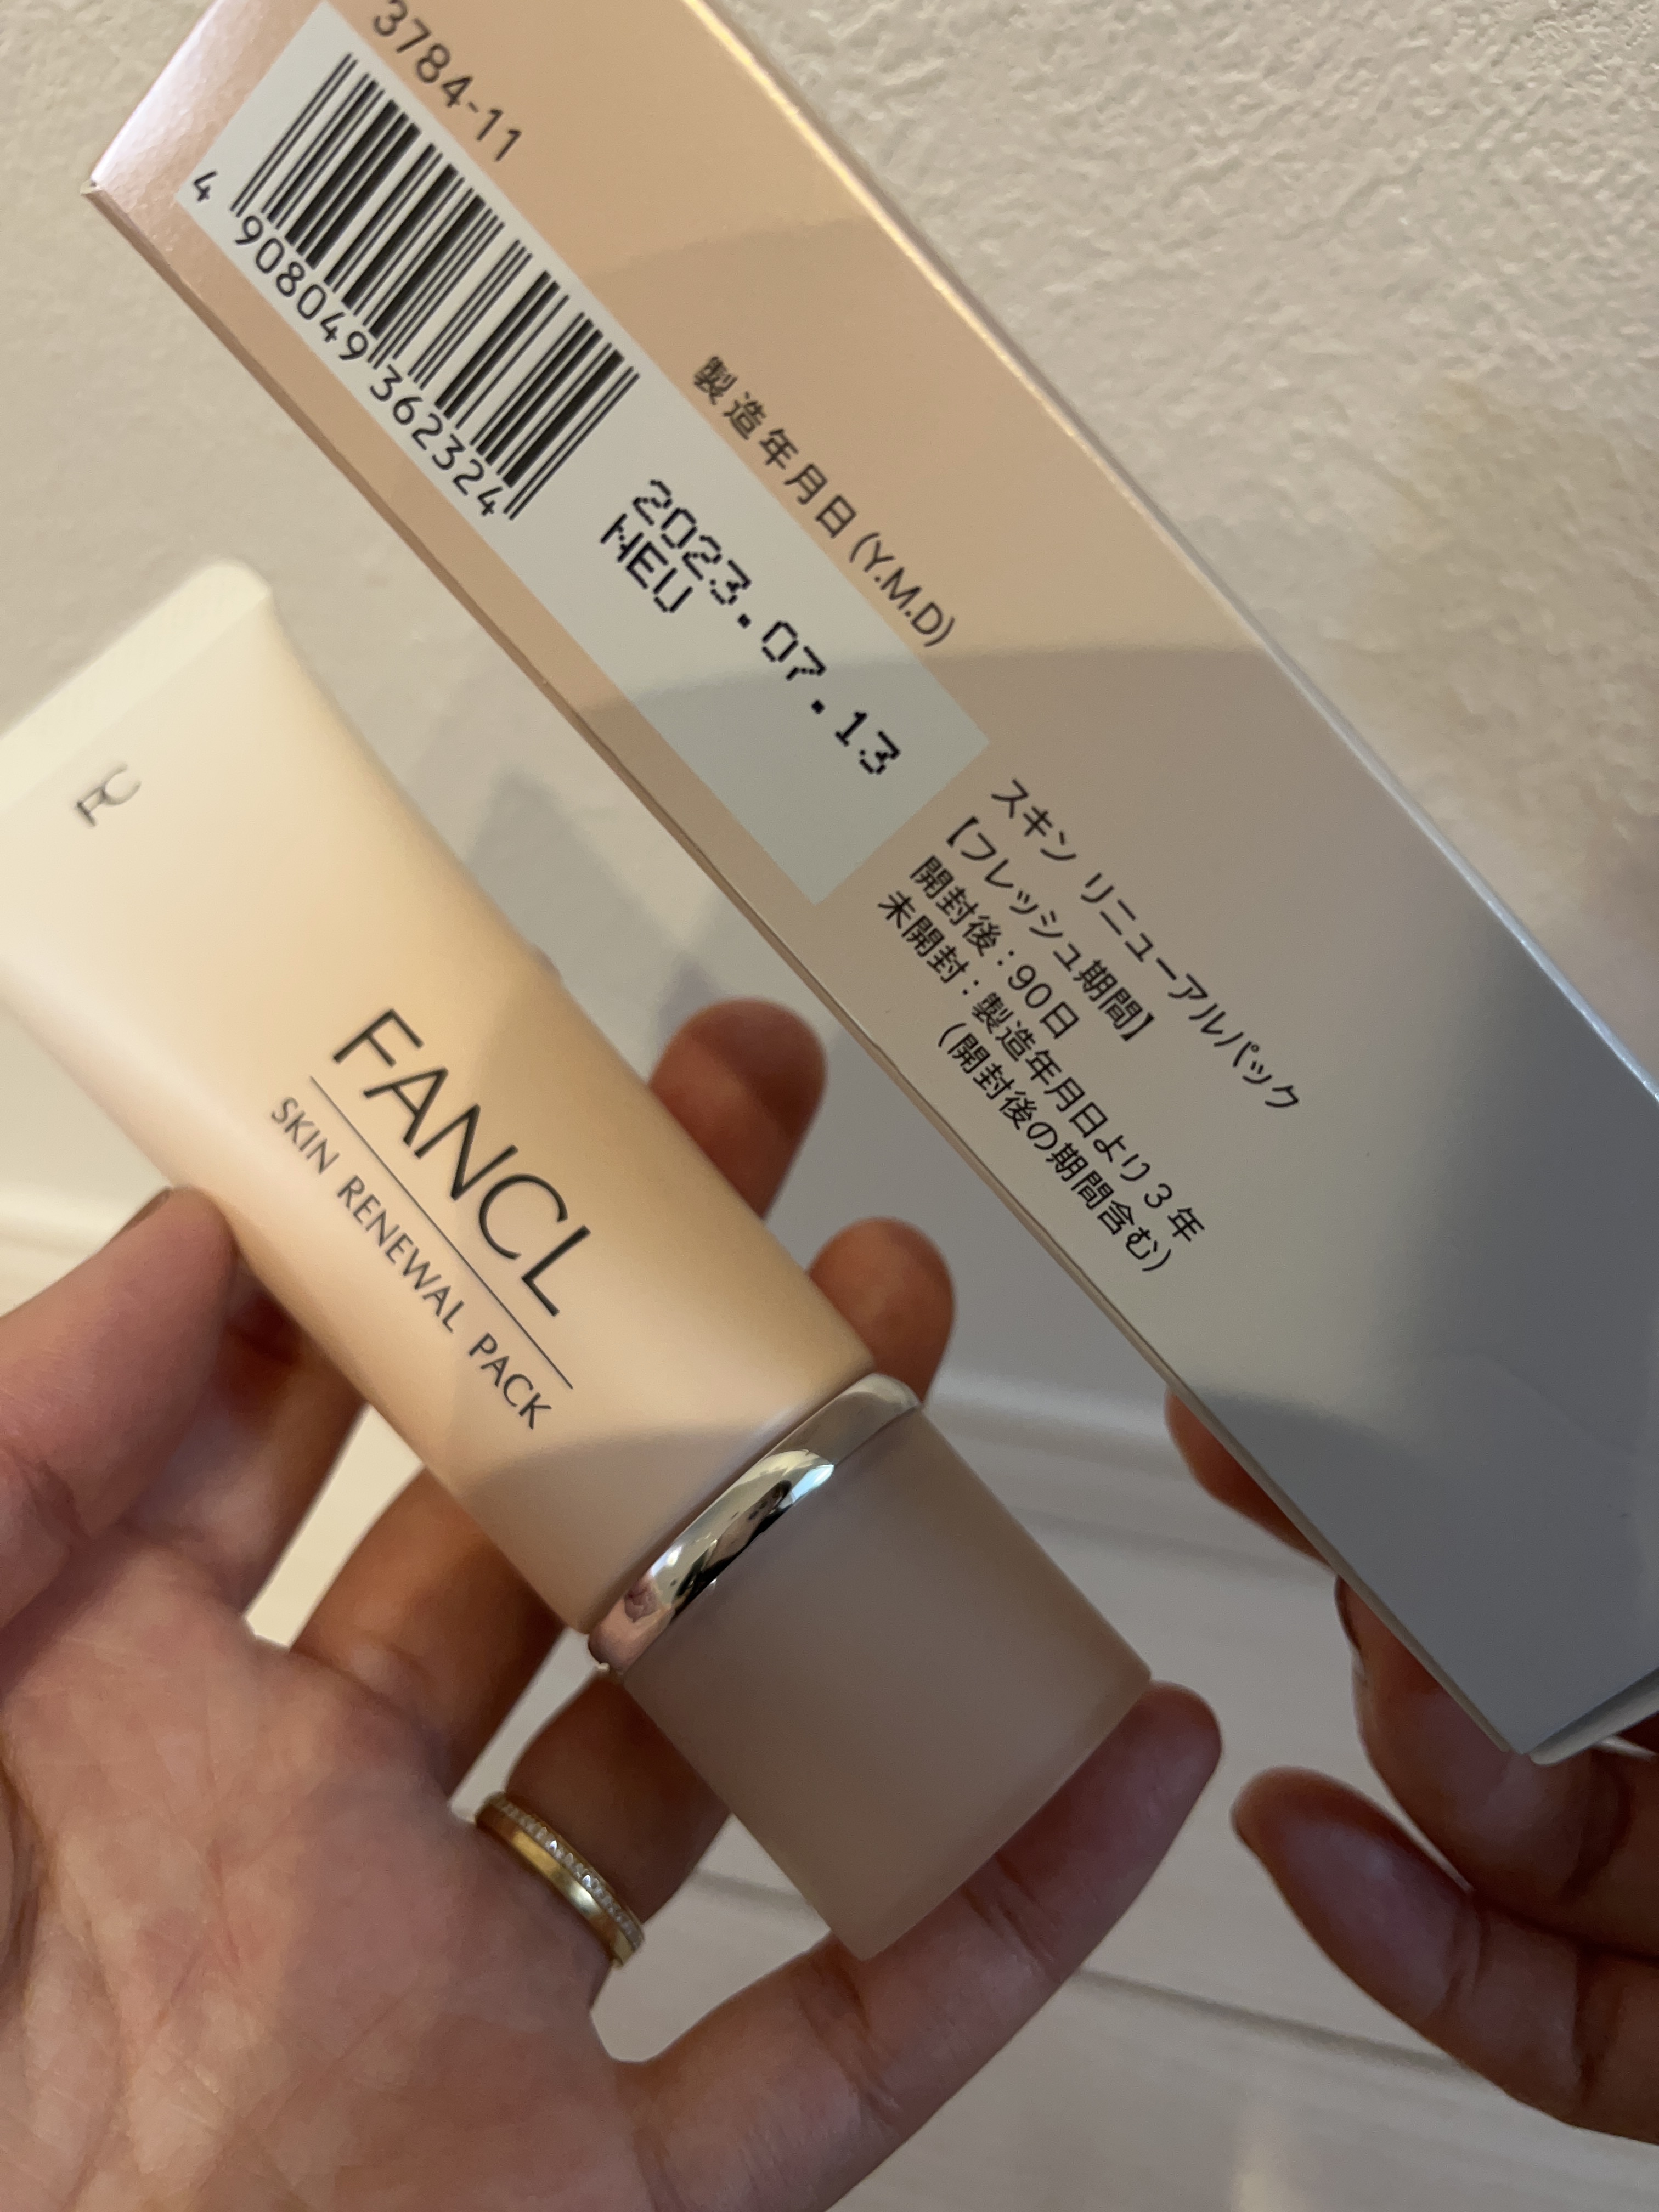 3784-11
4 908049 362324
製造年月日 (Y.M.D)
2023.07.13
NEU
スキン リニューアルパック
【フレッシュ期間】
開封後：90日
未開封：製造年月日より3年
(開封後の期間含む)
FC
FANCL
SKIN RENEWAL PACK